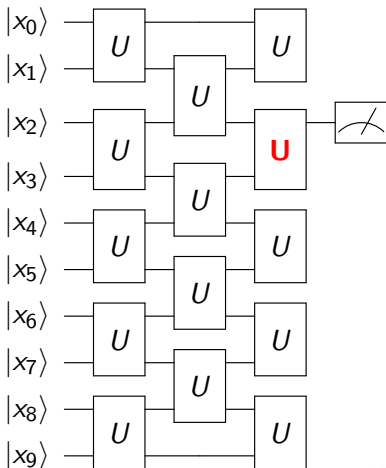 |x₀⟩ U U
|x₁⟩ U
|x₂⟩ U U
|x₃⟩ U
|x₄⟩ U U
|x₅⟩ U
|x₆⟩ U U
|x₇⟩ U
|x₈⟩ U U
|x₉⟩